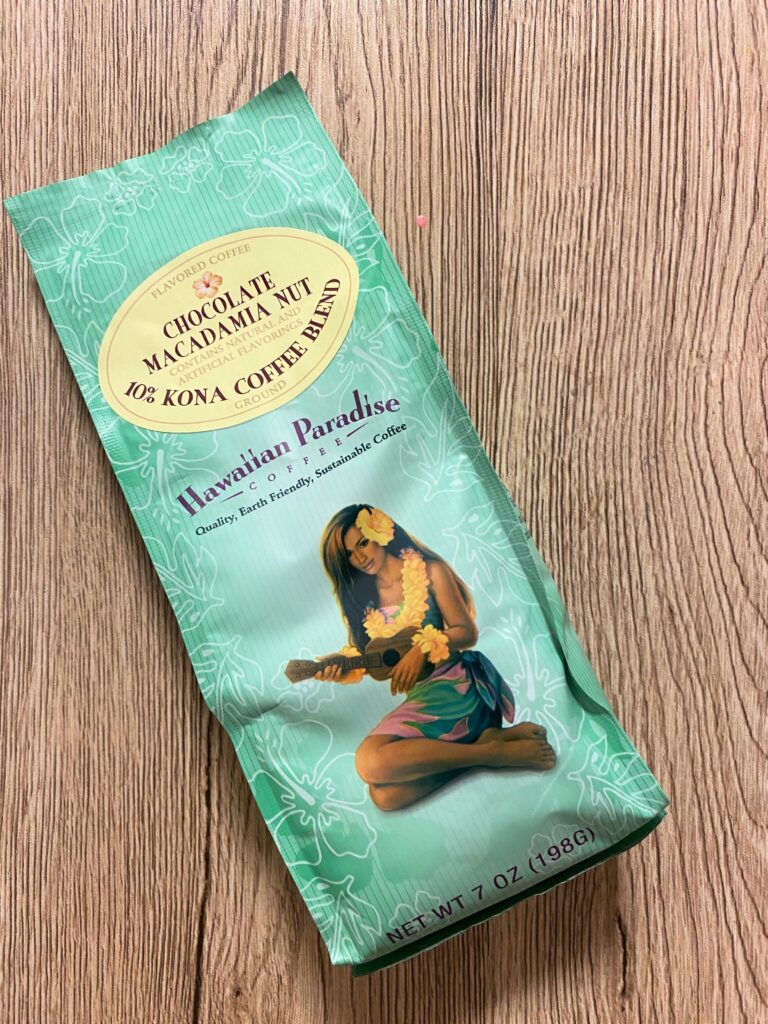 FLAVORED COFFEE
CHOCOLATE
MACADAMIA NUT
CONTAINS NATURAL AND
ARTIFICIAL FLAVORINGS
10% KONA COFFEE BLEND
GROUND
Hawaiian Paradise
COFFEE
Quality, Earth Friendly, Sustainable Coffee
NET WT 7 OZ (198G)